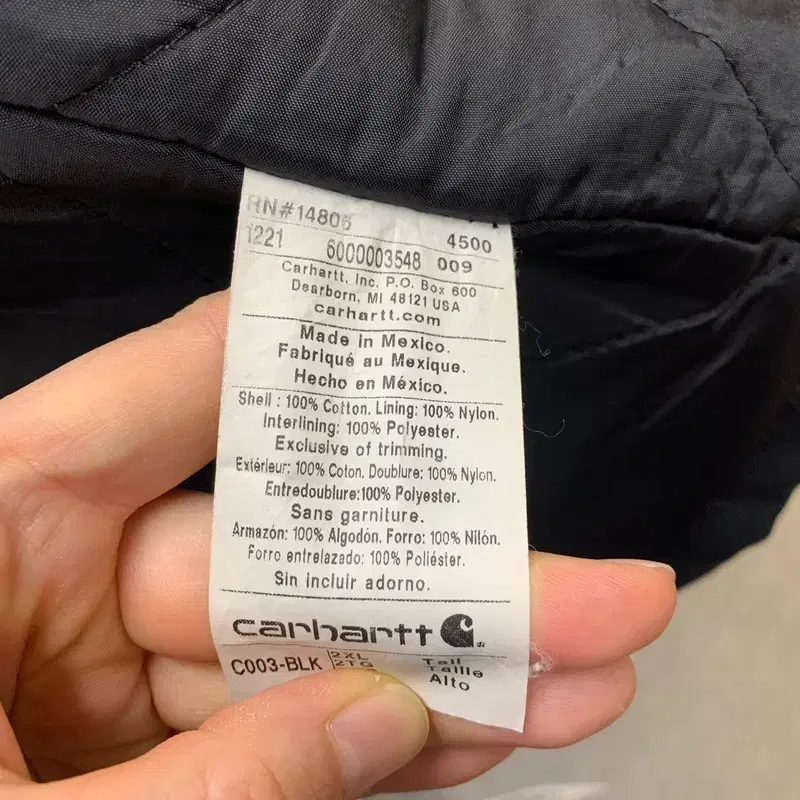 RN#14806
4500
1221 6000003548 009
Carhartt, Inc. P.O. Box 600
Dearborn, MI 48121 USA
carhartt.com
Made in Mexico.
Fabriqué au Mexique.
Hecho en México.
Shell : 100% Cotton. Lining: 100% Nylon.
Interlining: 100% Polyester.
Exclusive of trimming.
Extérieur: 100% Coton. Doublure: 100% Nylon.
Entredoublure:100% Polyester.
Sans garniture.
Armazón: 100% Algodón. Forro: 100% Nilón.
Forro entrelazado: 100% Poliéster.
Sin incluir adorno.
carhartt
C003-BLK 2XL Tall
2TG Taille
Alto